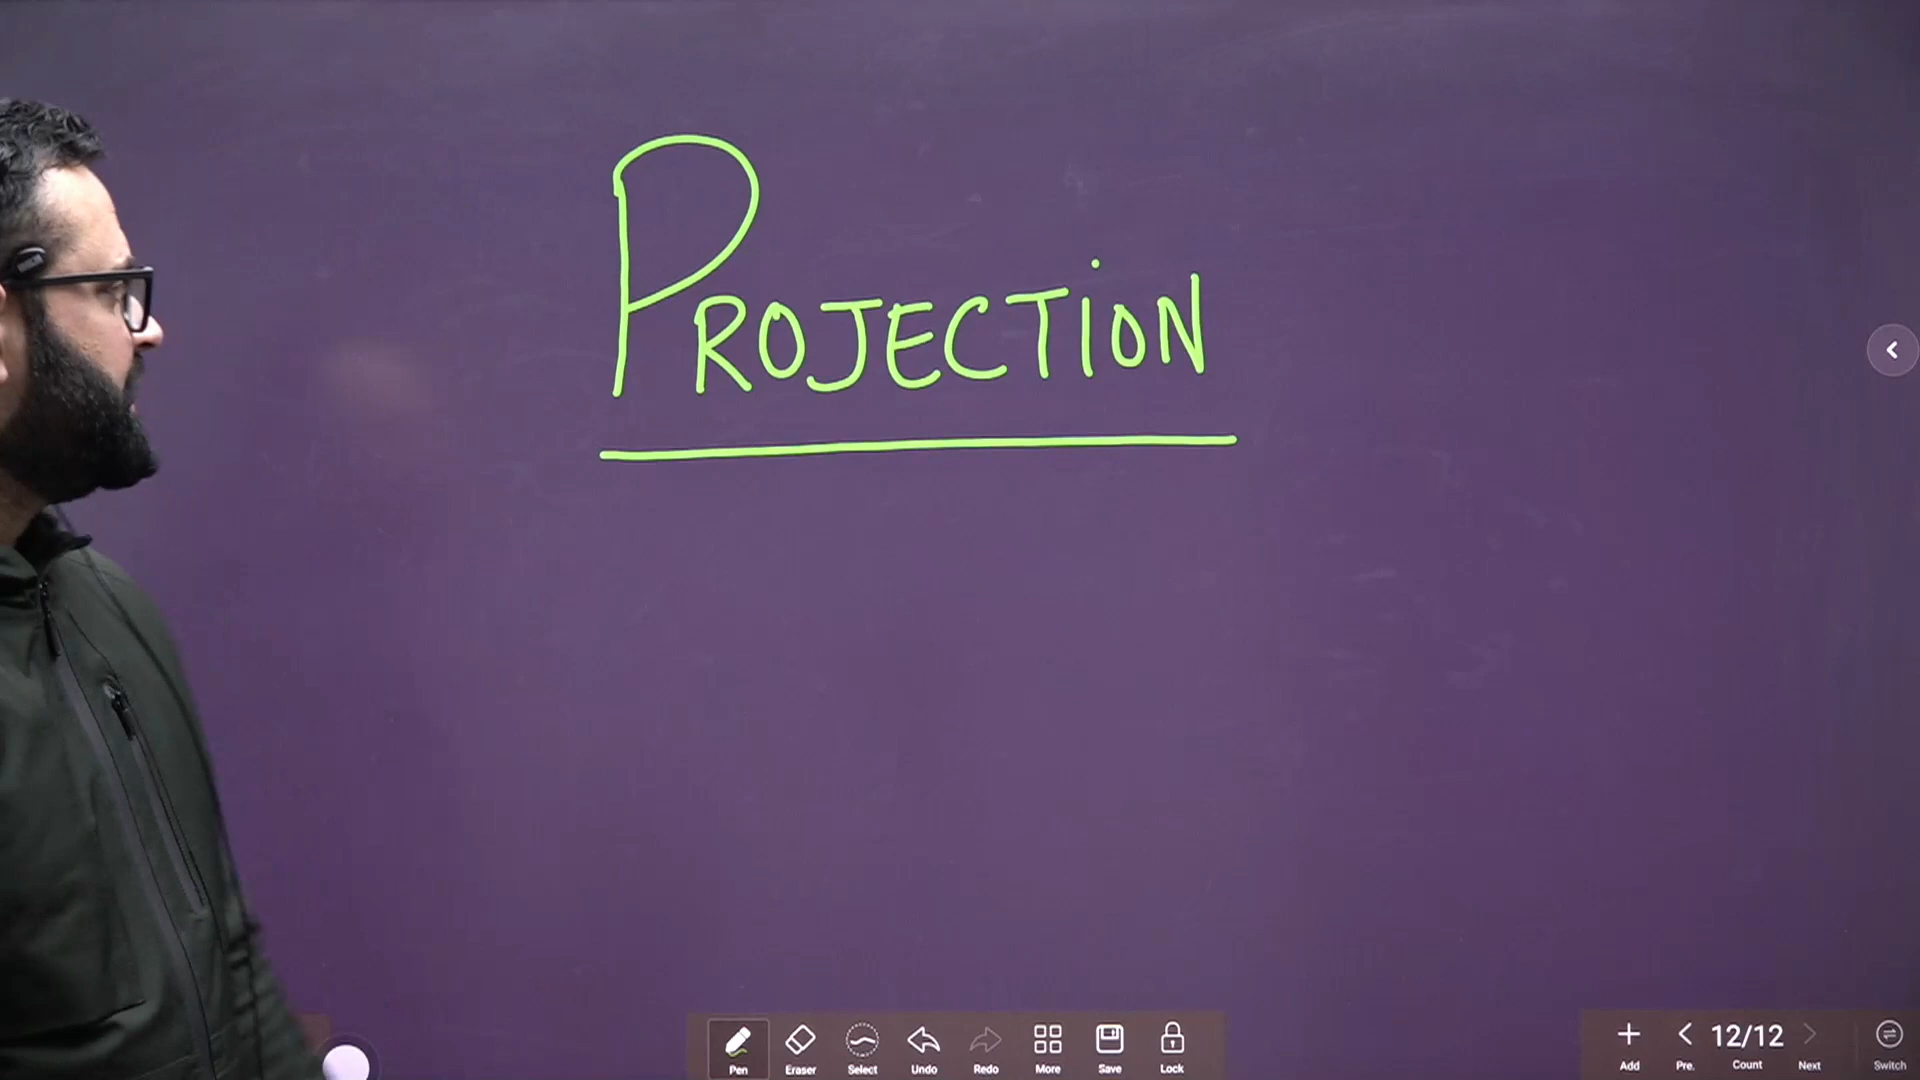 PROJECTION
Pen Eraser Select Undo Redo More Save Lock
Add Pre. 12/12 Count Next Switch